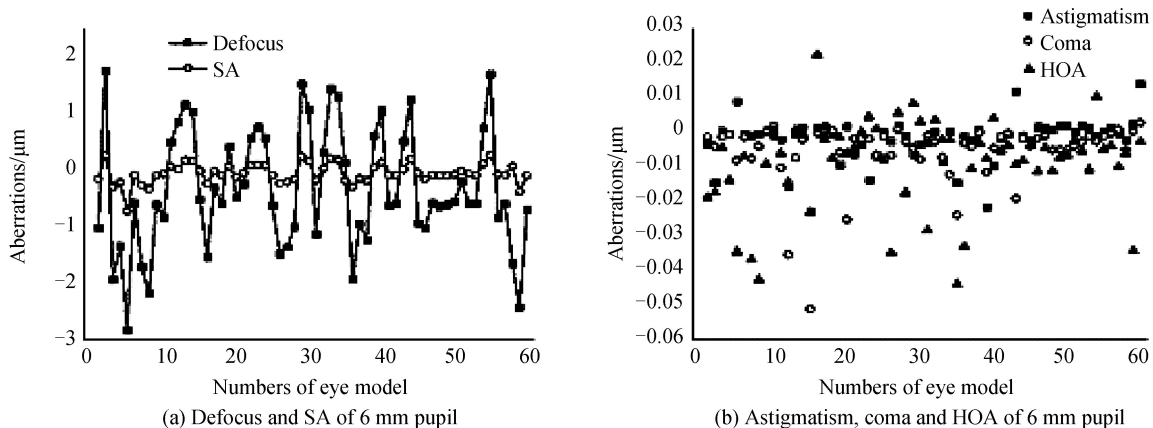 2
1
0
−1
−2
−3
Aberrations/μm
Defocus
SA
0 10 20 30 40 50 60
Numbers of eye model
(a) Defocus and SA of 6 mm pupil
0.03
0.02
0.01
0
−0.01
−0.02
−0.03
−0.04
−0.05
−0.06
Aberrations/μm
Astigmatism
Coma
HOA
0 10 20 30 40 50 60
Numbers of eye model
(b) Astigmatism, coma and HOA of 6 mm pupil